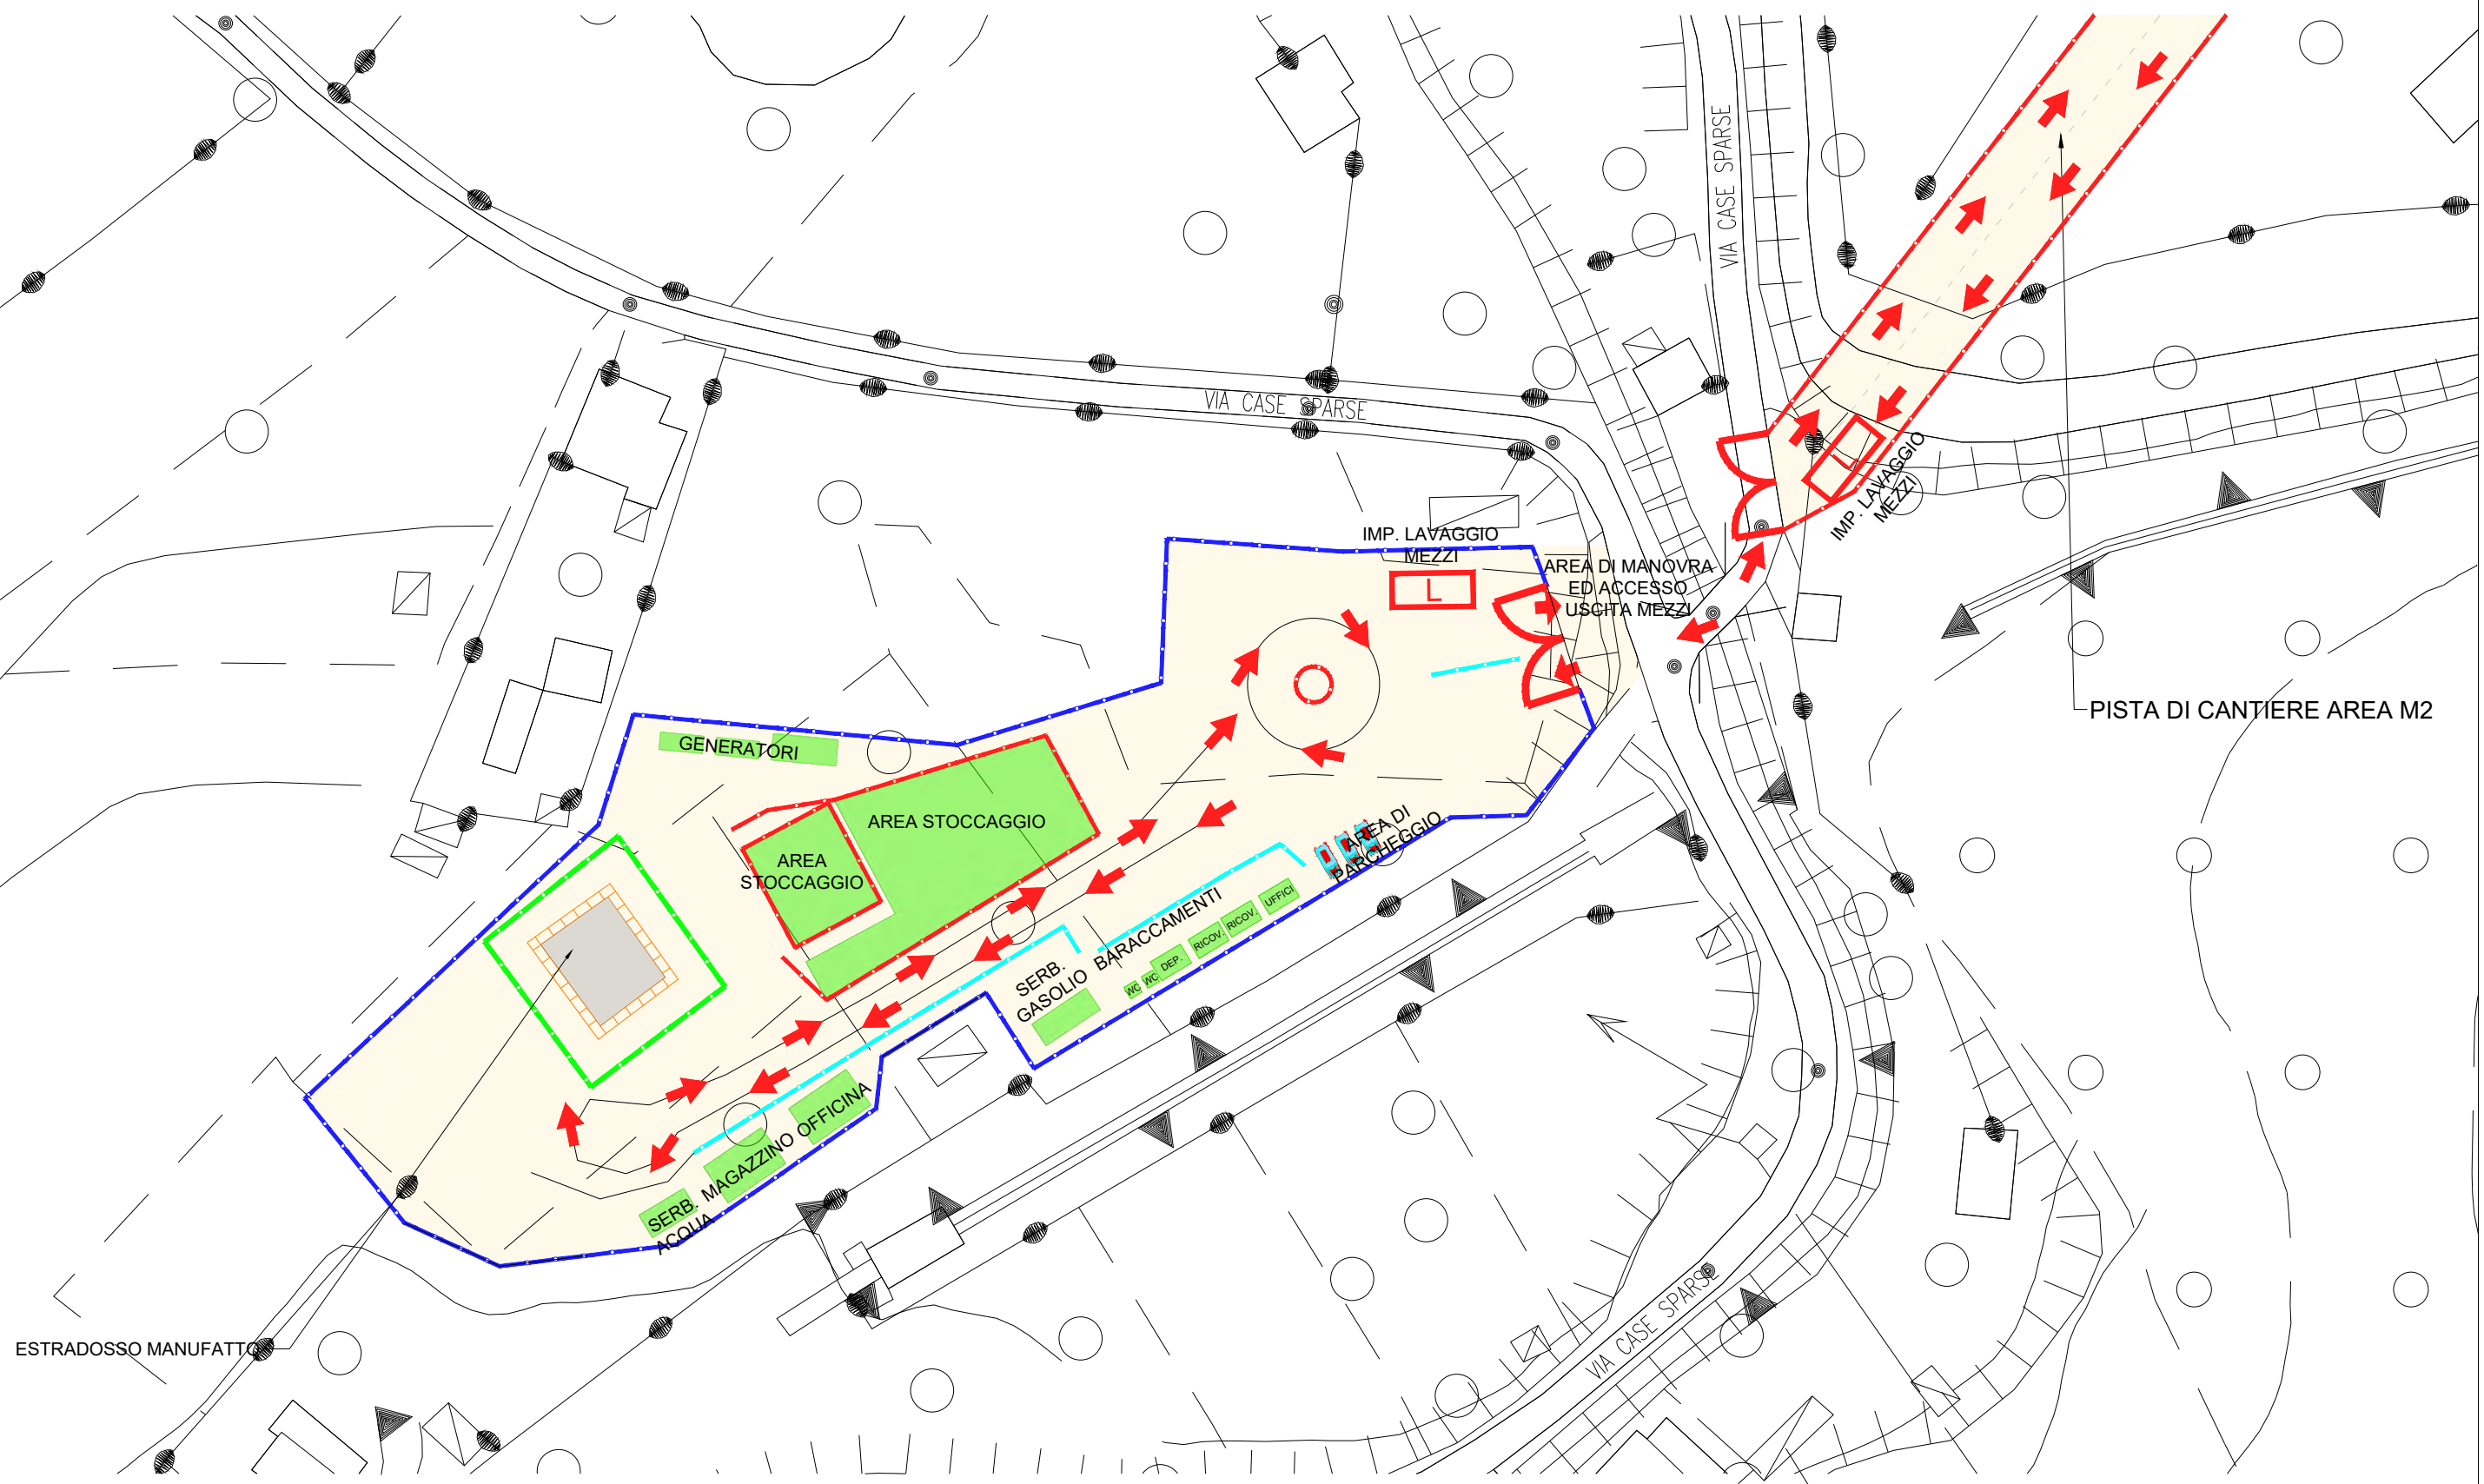 VIA CASE SPARSE
VIA CASE SPARSE
IMP. LAVAGGIO
MEZZI
L
IMP. LAVAGGIO
MEZZI
L
AREA DI MANOVRA
ED ACCESSO
USCITA MEZZI
PISTA DI CANTIERE AREA M2
GENERATORI
AREA STOCCAGGIO
AREA
STOCCAGGIO
AREA DI
PARCHEGGIO
BARACCAMENTI
UFFICI
RICOV.
RICOV.
DEP.
WC
WC
SERB.
GASOLIO
OFFICINA
MAGAZZINO
SERB.
ACQUA
ESTRADOSSO MANUFATTO
VIA CASE SPARSE